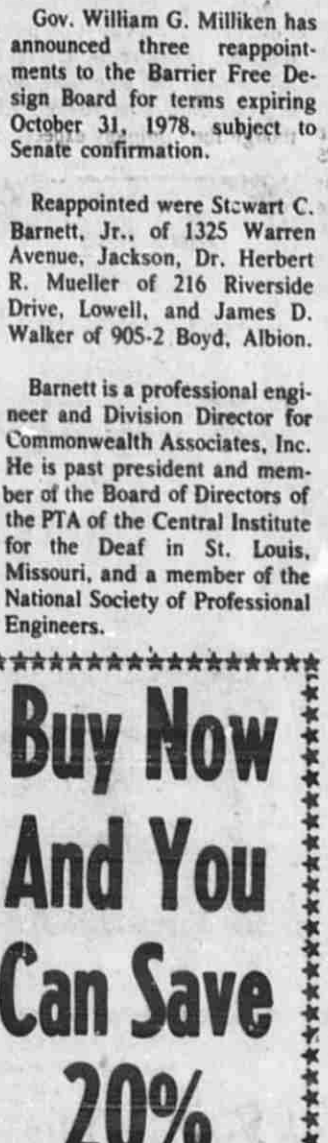 Gov. William G. Milliken has
announced three reappoint-
ments to the Barrier Free De-
sign Board for terms expiring
October 31, 1978, subject to
Senate confirmation.
Reappointed were Stewart C.
Barnett, Jr., of 1325 Warren
Avenue, Jackson, Dr. Herbert
R. Mueller of 216 Riverside
Drive, Lowell, and James D.
Walker of 905-2 Boyd, Albion.
Barnett is a professional engi-
neer and Division Director for
Commonwealth Associates, Inc.
He is past president and mem-
ber of the Board of Directors of
the PTA of the Central Institute
for the Deaf in St. Louis,
Missouri, and a member of the
National Society of Professional
Engineers.
Buy Now
And You
Can Save
20%